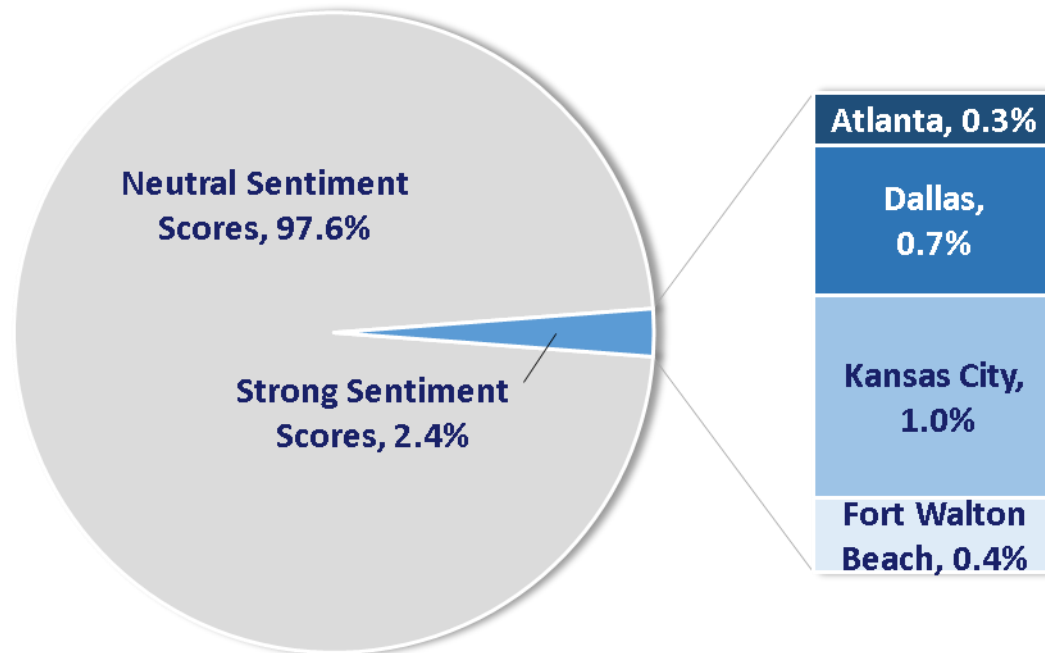 Neutral Sentiment
Scores, 97.6%
Strong Sentiment
Scores, 2.4%
Atlanta, 0.3%
Dallas,
0.7%
Kansas City,
1.0%
Fort Walton
Beach, 0.4%